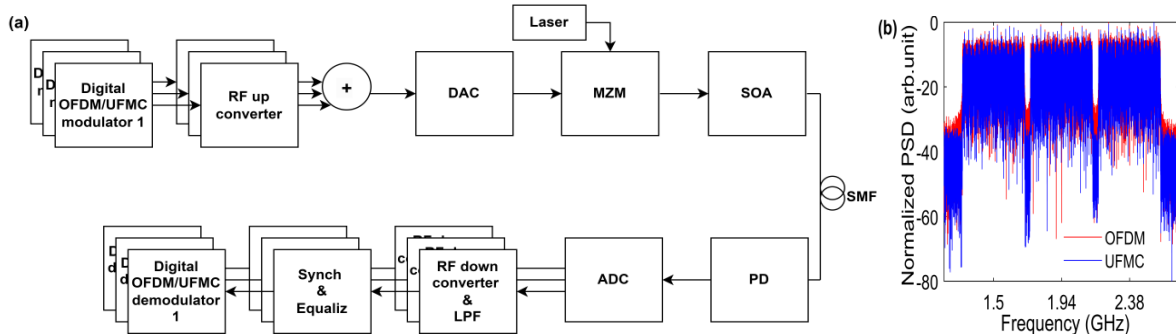 (a)
Laser
Digital
OFDM/UFMC
modulator 1
RF up
converter
+
DAC
MZM
SOA
SMF
Digital
OFDM/UFMC
demodulator
1
Synch
&
Equaliz
RF down
converter
&
LPF
ADC
PD
(b)
Normalized PSD (arb.unit)
0
-20
-40
-60
-80
OFDM
UFMC
1.5 1.94 2.38
Frequency (GHz)